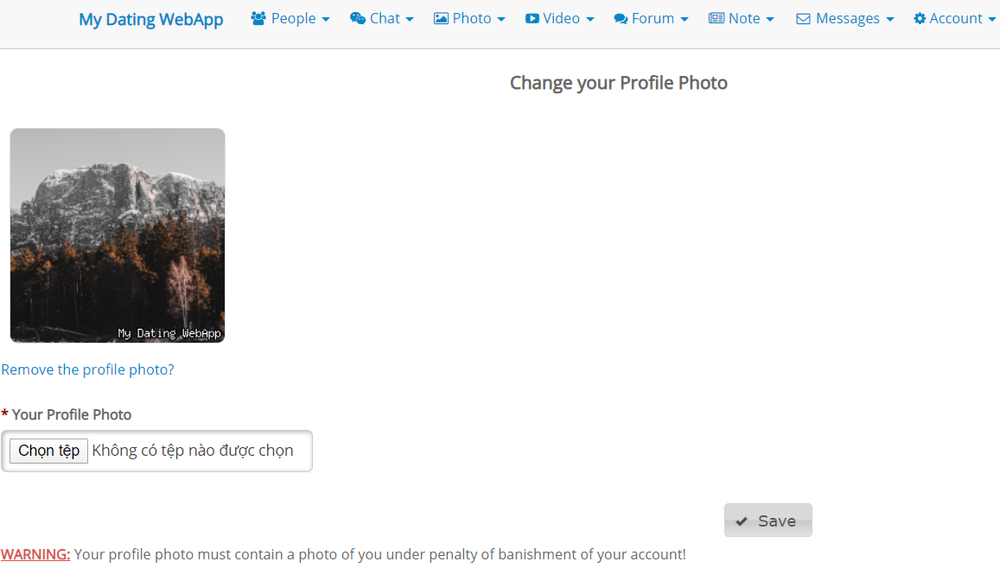 My Dating WebApp People Chat Photo Video Forum Note Messages Account
Change your Profile Photo
My Dating WebApp
Remove the profile photo?
* Your Profile Photo
Chọn tệp Không có tệp nào được chọn
Save
WARNING: Your profile photo must contain a photo of you under penalty of banishment of your account!